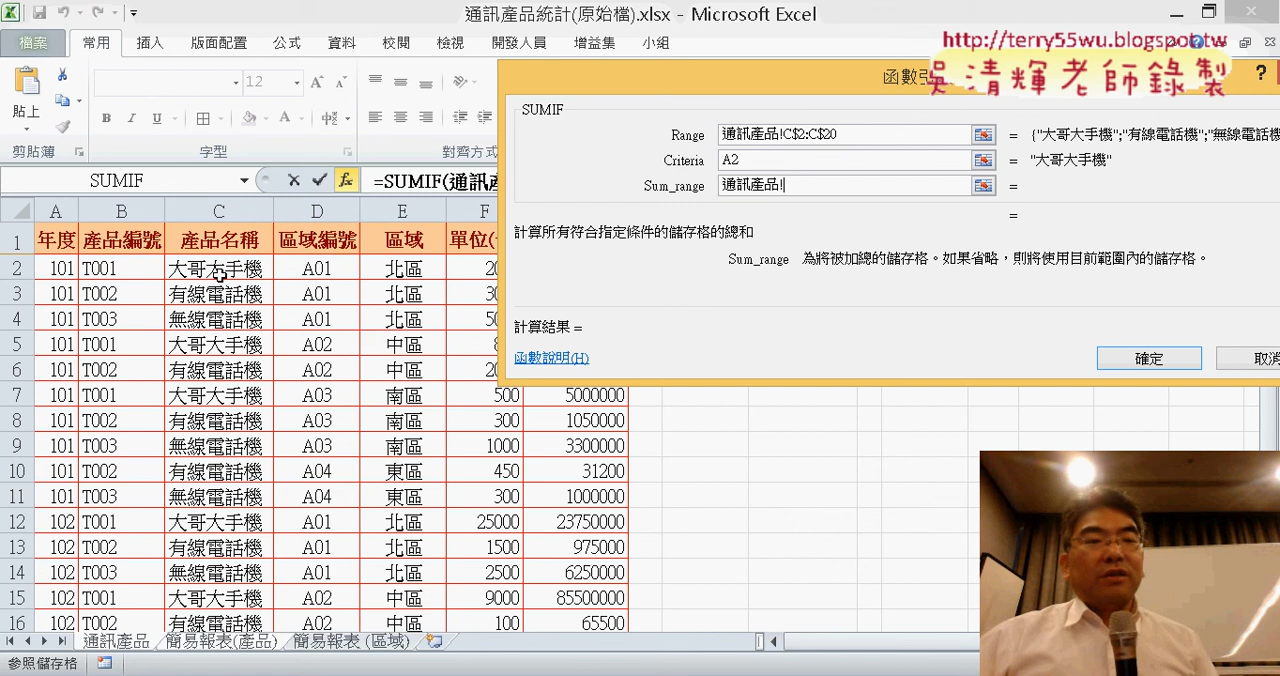 通訊產品統計(原始檔).xlsx - Microsoft Excel
檔案 常用 插入 版面配置 公式 資料 校閱 檢視 開發人員 增益集 小組
http://terry55wu.blogspot.tw
吳清輝老師錄製
貼上
12
剪貼簿 字型 對齊方式
SUMIF =SUMIF(通訊產
SUMIF
Range 通訊產品!C$2:C$20 = {"大哥大手機";"有線電話機";"無線電話
Criteria A2 = "大哥大手機"
Sum_range 通訊產品! =
=
計算所有符合指定條件的儲存格的總和
Sum_range 為將被加總的儲存格。如果省略,則將使用目前範圍內的儲存格。
計算結果 =
函數說明(H) 確定 取消
A B C D E F
1 年度 產品編號 產品名稱 區域編號 區域 單位(
2 101 T001 大哥大手機 A01 北區 20
3 101 T002 有線電話機 A01 北區 30
4 101 T003 無線電話機 A01 北區 50
5 101 T001 大哥大手機 A02 中區 8
6 101 T002 有線電話機 A02 中區 20
7 101 T001 大哥大手機 A03 南區 500 5000000
8 101 T002 有線電話機 A03 南區 300 1050000
9 101 T003 無線電話機 A03 南區 1000 3300000
10 101 T002 有線電話機 A04 東區 450 31200
11 101 T003 無線電話機 A04 東區 300 1000000
12 102 T001 大哥大手機 A01 北區 25000 23750000
13 102 T002 有線電話機 A01 北區 1500 975000
14 102 T003 無線電話機 A01 北區 2500 6250000
15 102 T001 大哥大手機 A02 中區 9000 85500000
16 102 T002 有線電話機 A02 中區 100 65500
通訊產品 簡易報表(產品) 簡易報表 (區域)
參照儲存格